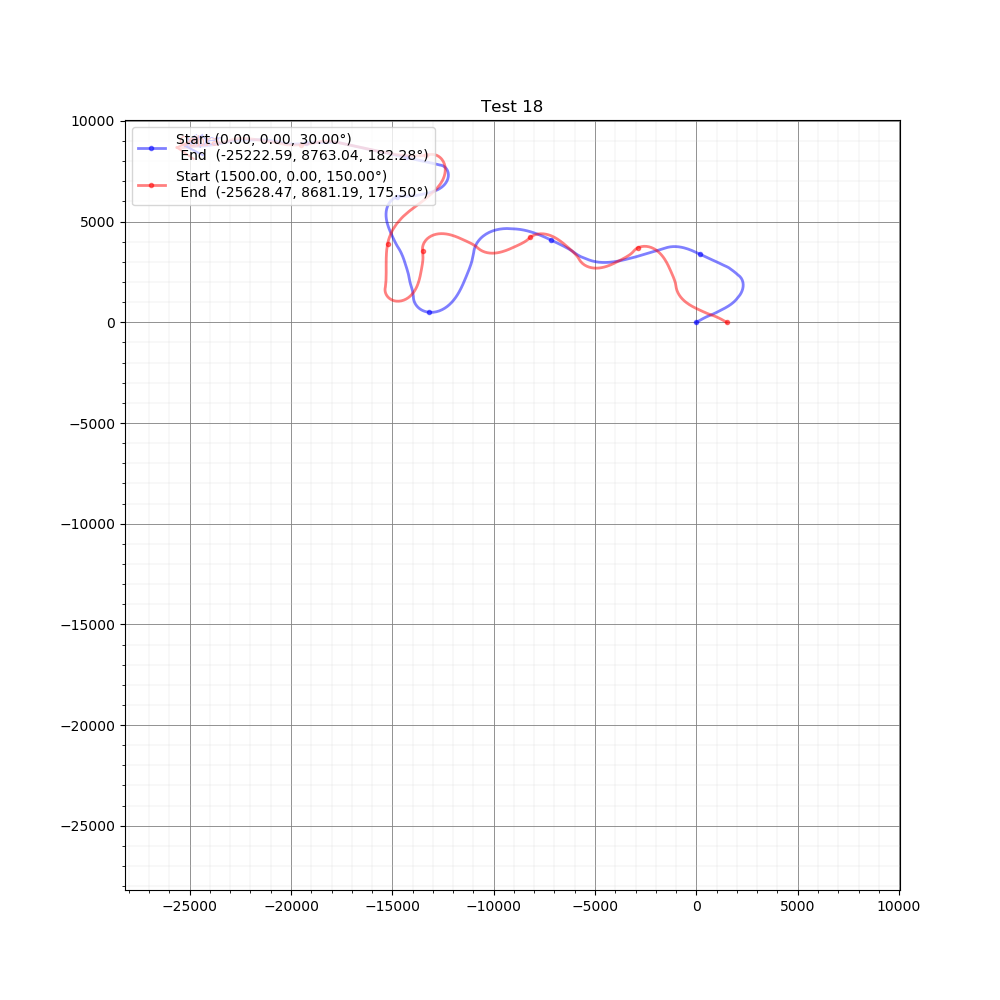 Test 18
10000
5000
0
−5000
−10000
−15000
−20000
−25000
Start (0.00, 0.00, 30.00°)
End  (-25222.59, 8763.04, 182.28°)
Start (1500.00, 0.00, 150.00°)
End  (-25628.47, 8681.19, 175.50°)
−25000 −20000 −15000 −10000 −5000 0 5000 10000